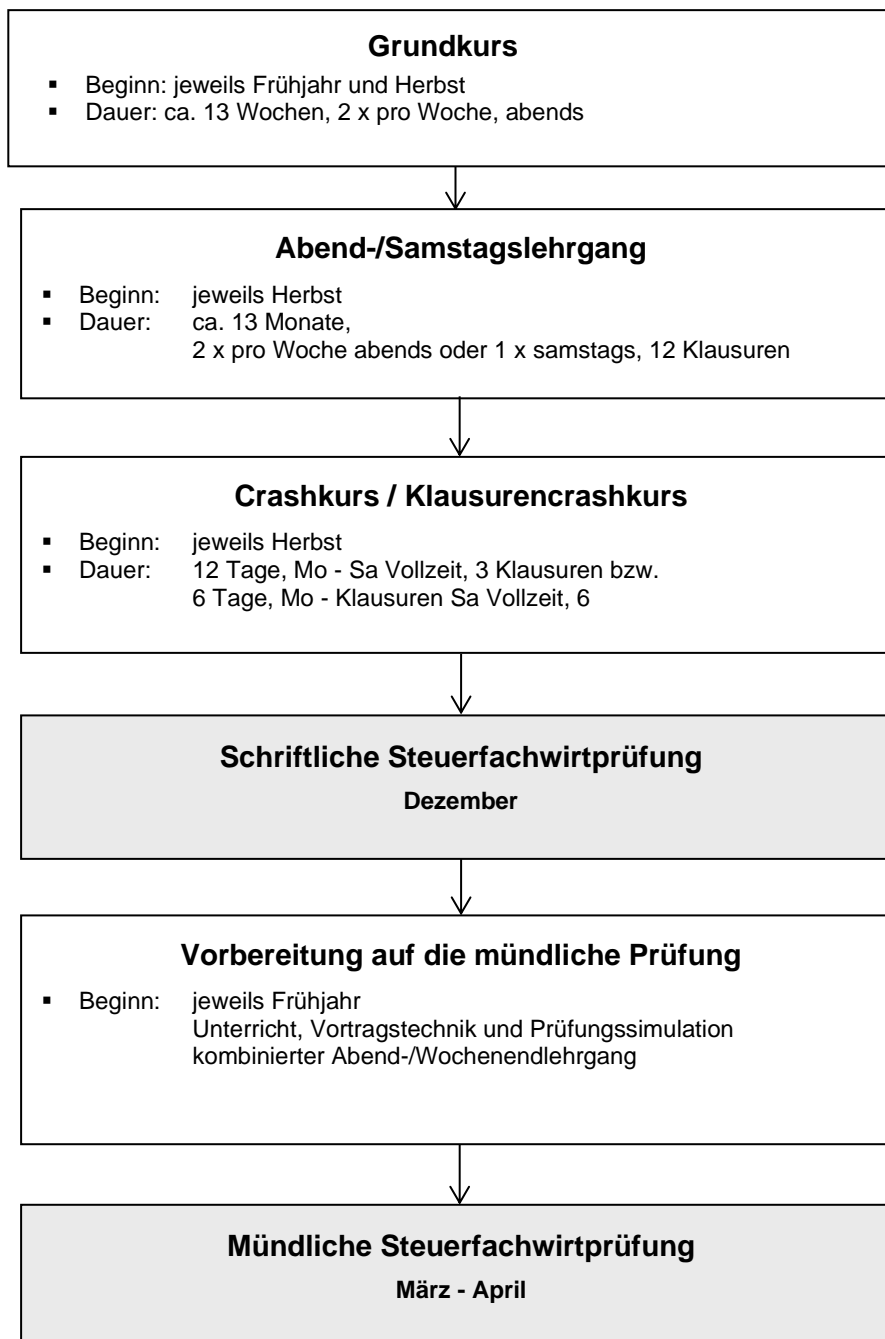 Grundkurs
▪ Beginn: jeweils Frühjahr und Herbst
▪ Dauer: ca. 13 Wochen, 2 x pro Woche, abends
Abend-/Samstagslehrgang
▪ Beginn: jeweils Herbst
▪ Dauer: ca. 13 Monate,
2 x pro Woche abends oder 1 x samstags, 12 Klausuren
Crashkurs / Klausurencrashkurs
▪ Beginn: jeweils Herbst
▪ Dauer: 12 Tage, Mo - Sa Vollzeit, 3 Klausuren bzw.
6 Tage, Mo - Klausuren Sa Vollzeit, 6
Schriftliche Steuerfachwirtprüfung
Dezember
Vorbereitung auf die mündliche Prüfung
▪ Beginn: jeweils Frühjahr
Unterricht, Vortragstechnik und Prüfungssimulation
kombinierter Abend-/Wochenendlehrgang
Mündliche Steuerfachwirtprüfung
März - April